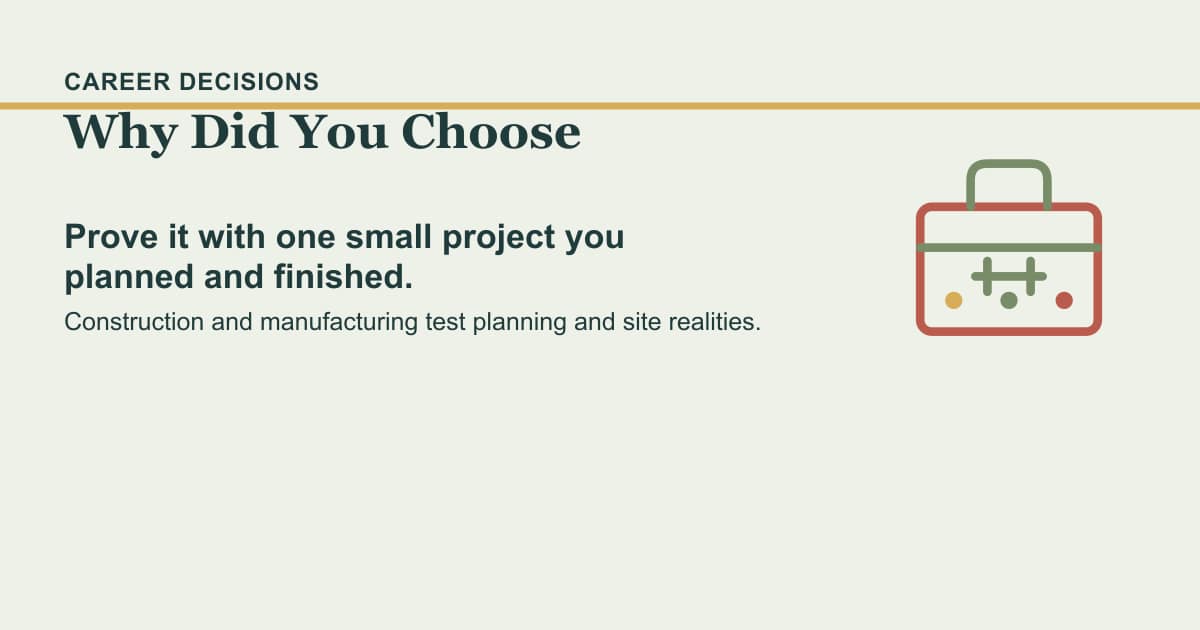 CAREER DECISIONS
Why Did You Choose
Prove it with one small project you
planned and finished.
Construction and manufacturing test planning and site realities.